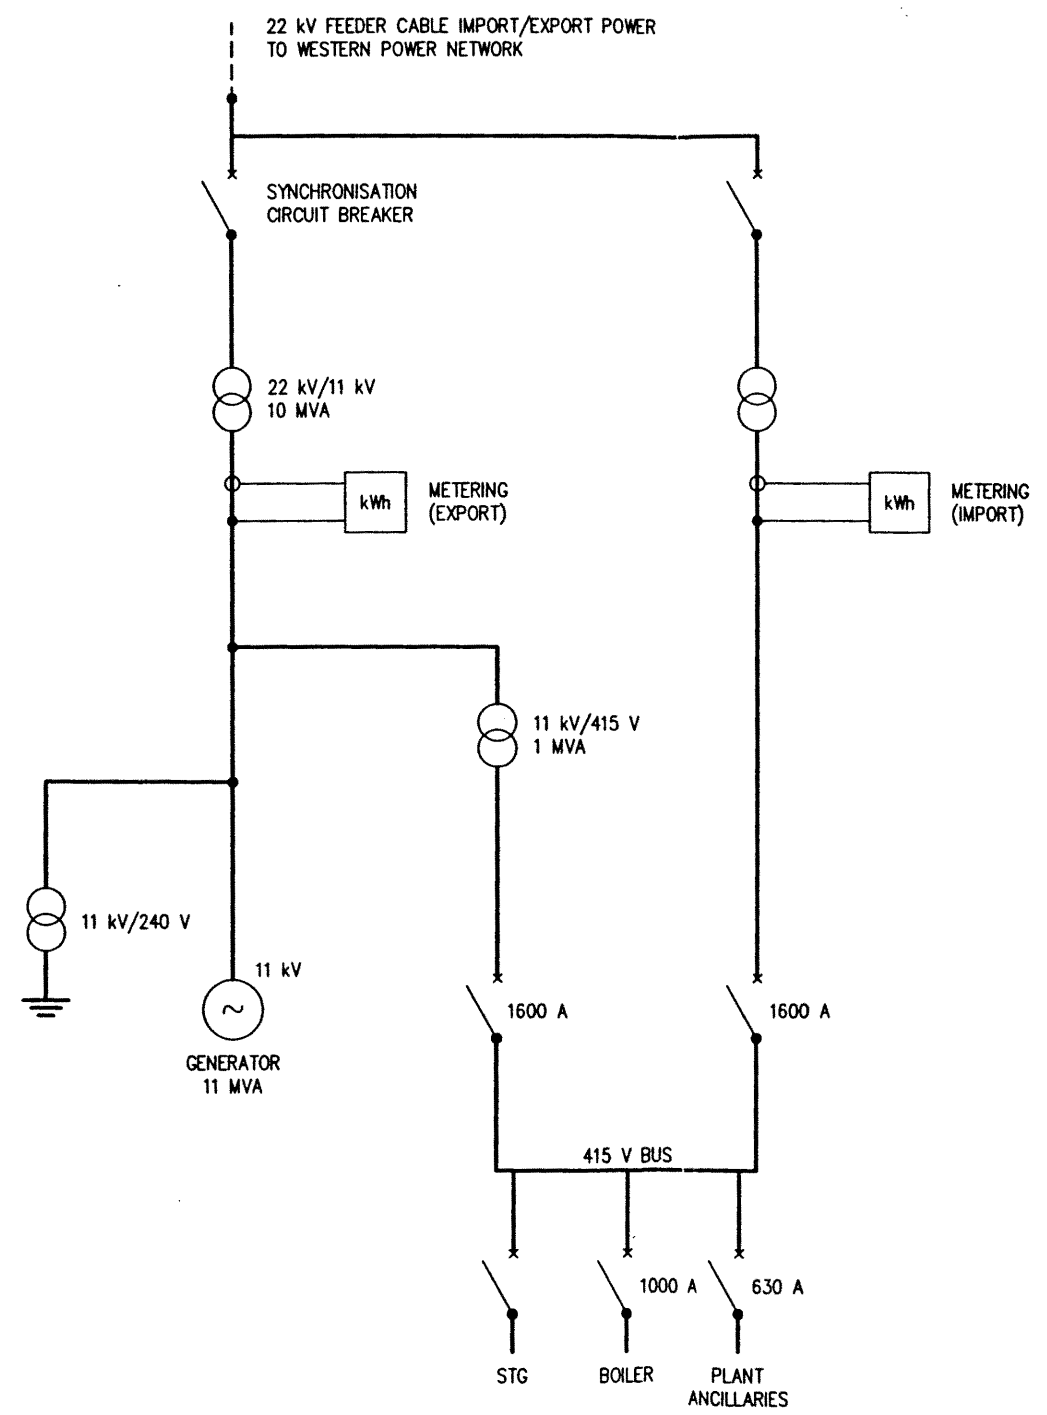 22 kV FEEDER CABLE IMPORT/EXPORT POWER
TO WESTERN POWER NETWORK
SYNCHRONISATION
CIRCUIT BREAKER
22 kV/11 kV
10 MVA
kWh
METERING
(EXPORT)
kWh
METERING
(IMPORT)
11 kV/415 V
1 MVA
11 kV/240 V
11 kV
~
GENERATOR
11 MVA
1600 A
1600 A
415 V BUS
1000 A
630 A
STG
BOILER
PLANT
ANCILLARIES